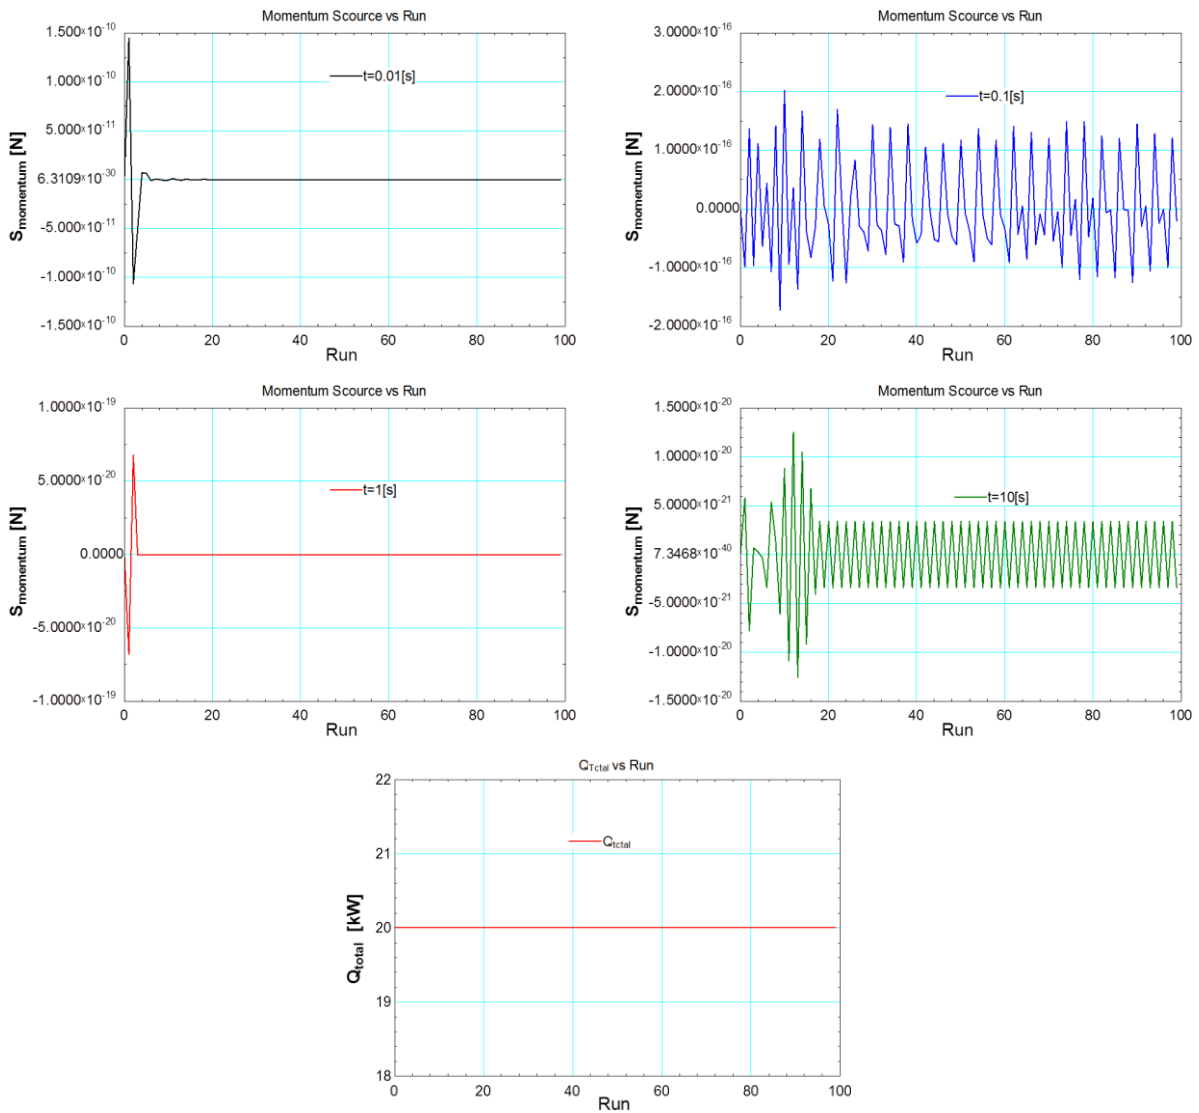 Momentum Scource vs Run
S_momentum [N]
1.500×10^-10
1.000×10^-10
5.000×10^-11
6.3109×10^-30
-5.000×10^-11
-1.000×10^-10
-1.500×10^-10
t=0.01[s]
0 20 40 60 80 100
Run
Momentum Scource vs Run
S_momentum [N]
3.0000×10^-16
2.0000×10^-16
1.0000×10^-16
0.0000
-1.0000×10^-16
-2.0000×10^-16
t=0.1[s]
0 20 40 60 80 100
Run
Momentum Scource vs Run
S_momentum [N]
1.0000×10^-19
5.0000×10^-20
0.0000
-5.0000×10^-20
-1.0000×10^-19
t=1[s]
0 20 40 60 80 100
Run
Momentum Scource vs Run
S_momentum [N]
1.5000×10^-20
1.0000×10^-20
5.0000×10^-21
7.3468×10^-40
-5.0000×10^-21
-1.0000×10^-20
-1.5000×10^-20
t=10[s]
0 20 40 60 80 100
Run
Q_Tctal vs Run
Q_total [kW]
22
21
20
19
18
Q_tctal
0 20 40 60 80 100
Run